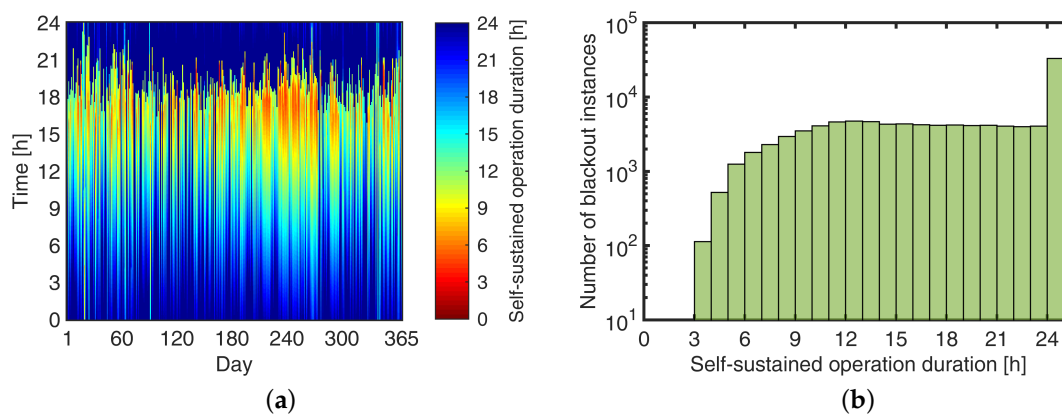 24
21
18
15
12
9
6
3
0
Time [h]
1 60 120 180 240 300 365
Day
24
21
18
15
12
9
6
3
0
Self-sustained operation duration [h]
(a)
10^5
10^4
10^3
10^2
10^1
Number of blackout instances
0 3 6 9 12 15 18 21 24
Self-sustained operation duration [h]
(b)